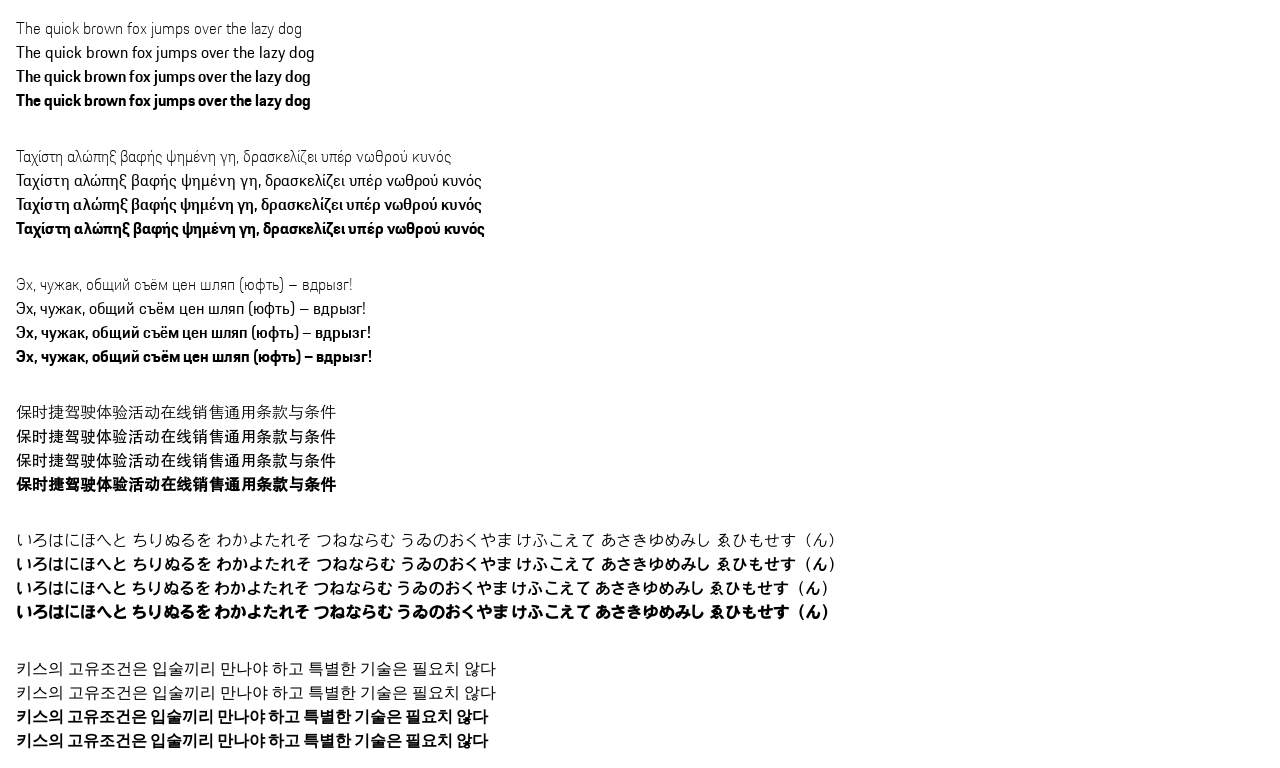 The quick brown fox jumps over the lazy dog
The quick brown fox jumps over the lazy dog
The quick brown fox jumps over the lazy dog
The quick brown fox jumps over the lazy dog
Ταχίστη αλώπηξ βαφής ψημένη γη, δρασκελίζει υπέρ νωθρού κυνός
Ταχίστη αλώπηξ βαφής ψημένη γη, δρασκελίζει υπέρ νωθρού κυνός
Ταχίστη αλώπηξ βαφής ψημένη γη, δρασκελίζει υπέρ νωθρού κυνός
Ταχίστη αλώπηξ βαφής ψημένη γη, δρασκελίζει υπέρ νωθρού κυνός
Эх, чужак, общий съём цен шляп (юфть) – вдрызг!
Эх, чужак, общий съём цен шляп (юфть) – вдрызг!
Эх, чужак, общий съём цен шляп (юфть) – вдрызг!
Эх, чужак, общий съём цен шляп (юфть) – вдрызг!
保时捷驾驶体验活动在线销售通用条款与条件
保时捷驾驶体验活动在线销售通用条款与条件
保时捷驾驶体验活动在线销售通用条款与条件
保时捷驾驶体验活动在线销售通用条款与条件
いろはにほへと ちりぬるを わかよたれそ つねならむ うゐのおくやま けふこえて あさきゆめみし ゑひもせす（ん）
いろはにほへと ちりぬるを わかよたれそ つねならむ うゐのおくやま けふこえて あさきゆめみし ゑひもせす（ん）
いろはにほへと ちりぬるを わかよたれそ つねならむ うゐのおくやま けふこえて あさきゆめみし ゑひもせす（ん）
いろはにほへと ちりぬるを わかよたれそ つねならむ うゐのおくやま けふこえて あさきゆめみし ゑひもせす（ん）
키스의 고유조건은 입술끼리 만나야 하고 특별한 기술은 필요치 않다
키스의 고유조건은 입술끼리 만나야 하고 특별한 기술은 필요치 않다
키스의 고유조건은 입술끼리 만나야 하고 특별한 기술은 필요치 않다
키스의 고유조건은 입술끼리 만나야 하고 특별한 기술은 필요치 않다